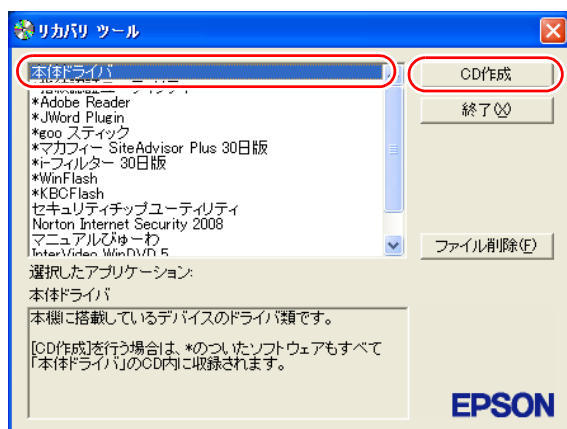 リカバリ ツール
本体ドライバ
*Adobe Reader
*JWord Plugin
*goo スティック
*マカフィー SiteAdvisor Plus 30日版
*i-フィルター 30日版
*WinFlash
*KBCFlash
セキュリティチップユーティリティ
Norton Internet Security 2008
マニュアルびゅーわ
InterVideo WinDVD 5
CD作成
終了(X)
ファイル削除(F)
選択したアプリケーション:
本体ドライバ
本機に搭載しているデバイスのドライバ類です。
[CD作成]を行う場合は、*のついたソフトウェアもすべて
「本体ドライバ」のCD内に収録されます。
EPSON